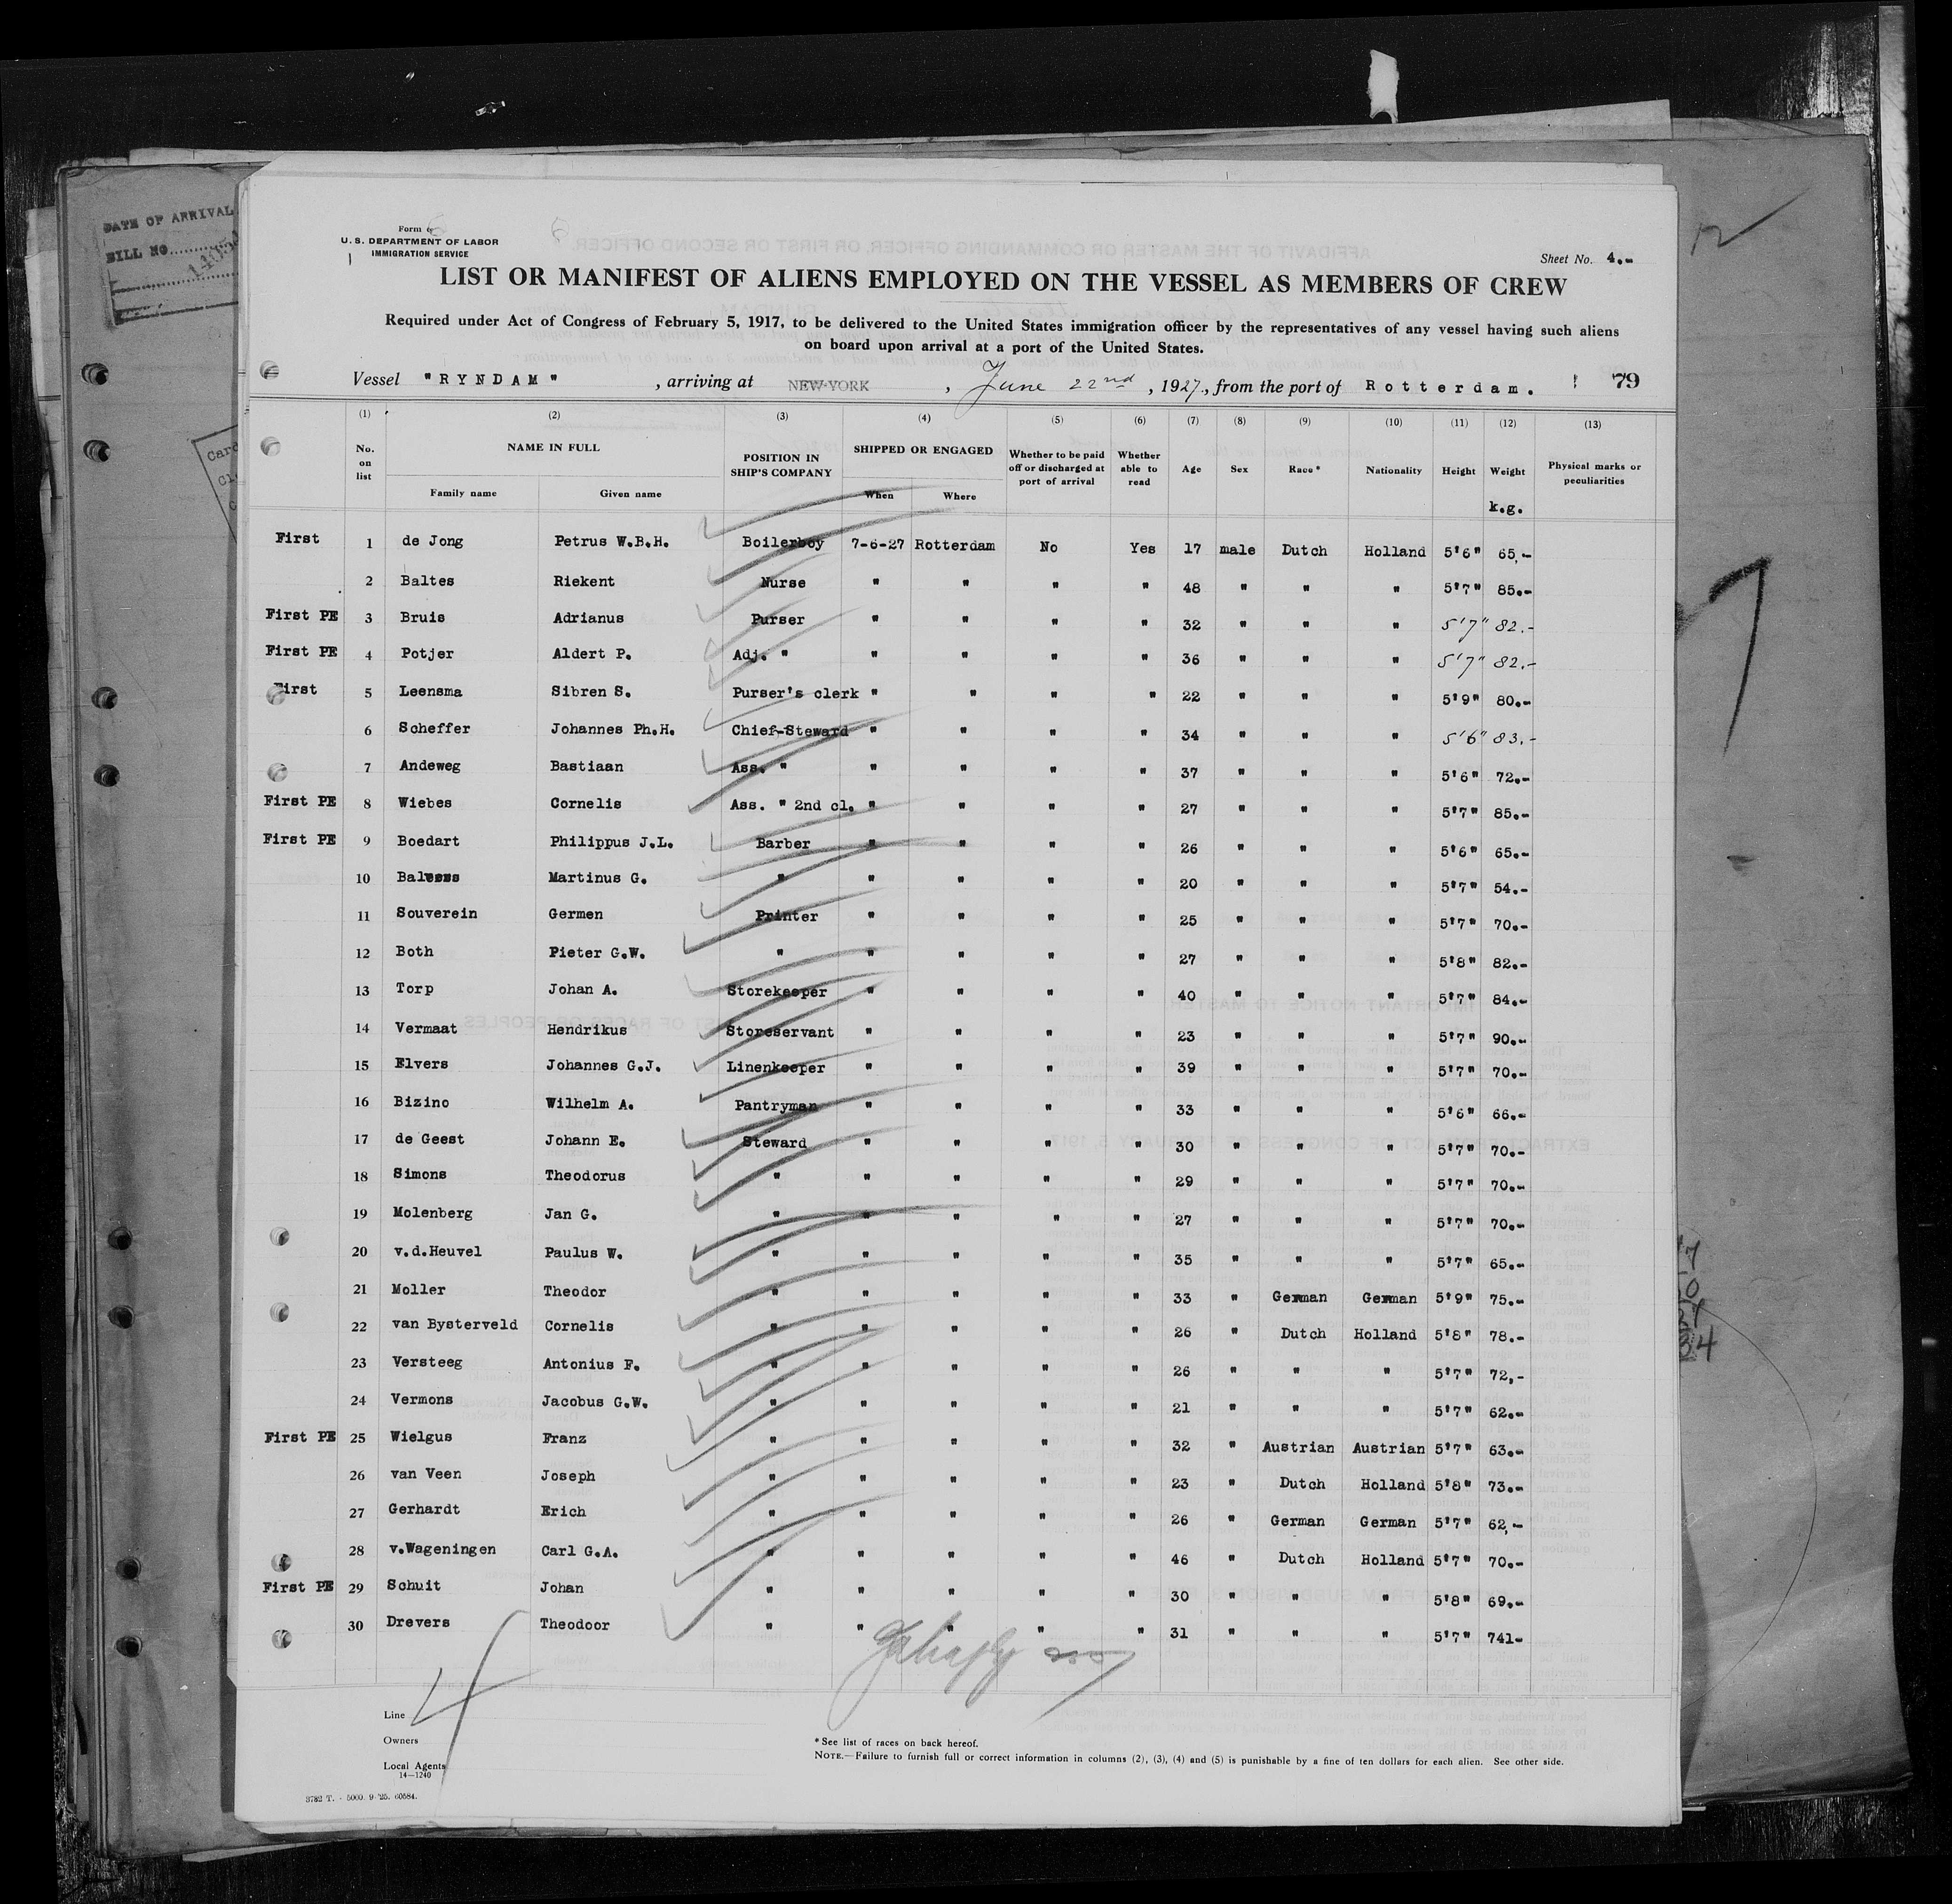 DATE OF ARRIVAL
BILL NO
Form 6
U. S. DEPARTMENT OF LABOR
IMMIGRATION SERVICE
Sheet No. 4.-
LIST OR MANIFEST OF ALIENS EMPLOYED ON THE VESSEL AS MEMBERS OF CREW
Required under Act of Congress of February 5, 1917, to be delivered to the United States immigration officer by the representatives of any vessel having such aliens
on board upon arrival at a port of the United States.
Vessel "RYNDAM" , arriving at NEW-YORK , June 22nd , 1927., from the port of Rotterdam. 79
(1) (2) (3) (4) (5) (6) (7) (8) (9) (10) (11) (12) (13)
No. on list NAME IN FULL POSITION IN SHIP'S COMPANY SHIPPED OR ENGAGED Whether to be paid off or discharged at port of arrival Whether able to read Age Sex Race* Nationality Height Weight Physical marks or peculiarities
Family name Given name When Where k.g.
First 1 de Jong Petrus W.B.H. Boilerboy 7-6-27 Rotterdam No Yes 17 male Dutch Holland 5'6" 65,-
2 Baltes Riekent Nurse " " " " 48 " " " 5'7" 85.-
First PE 3 Bruis Adrianus Purser " " " " 32 " " " 5'7" 82.-
First PE 4 Potjer Aldert P. Adj. " " " " " 36 " " " 5'7" 82.-
First 5 Leensma Sibren S. Purser's clerk " " " " 22 " " " 5'9" 80.-
6 Scheffer Johannes Ph.H. Chief-Steward " " " " 34 " " " 5'6" 83.-
7 Andeweg Bastiaan Ass. " " " " " 37 " " " 5'6" 72.-
First PE 8 Wiebes Cornelis Ass. " 2nd cl. " " " " 27 " " " 5'7" 85.-
First PE 9 Boedart Philippus J.L. Barber " " " " 26 " " " 5'6" 65.-
10 Martinus G. " " " " " 20 " " " 5'7" 54.-
11 Souverein Germen Printer " " " " 25 " " " 5'7" 70.-
12 Both Pieter G.W. " " " " " 27 " " " 5'8" 82.-
13 Torp Johan A. Storekeeper " " " " 40 " " " 5'7" 84.-
14 Vermaat Hendrikus Storeservant " " " " 23 " " " 5'7" 90.-
15 Elvers Johannes G.J. Linenkeeper " " " " 39 " " " 5'7" 70.-
16 Bizino Wilhelm A. Pantryman " " " " 33 " " " 5'6" 66.-
17 de Geest Johann E. Steward " " " " 30 " " " 5'7" 70.-
18 Simons Theodorus " " " " " 29 " " " 5'7" 70.-
19 Molenberg Jan G. " " " " " 27 " " " 5'7" 70.-
20 v.d.Heuvel Paulus W. " " " " " 35 " " " 5'7" 65.-
21 Moller Theodor " " " " " 33 " German German 5'9" 75.-
22 van Bysterveld Cornelis " " " " " 26 " Dutch Holland 5'8" 78.-
23 Versteeg Antonius F. " " " " " 26 " " " 5'7" 72,-
24 Vermons Jacobus G.W. " " " " " 21 " " " 5'7" 62.-
First PE 25 Wielgus Franz " " " " " 32 " Austrian Austrian 5'7" 63.-
26 van Veen Joseph " " " " " 23 " Dutch Holland 5'8" 73.-
27 Gerhardt Erich " " " " " 26 " German German 5'7" 62,-
28 v.Wageningen Carl G.A. " " " " " 46 " Dutch Holland 5'7" 70.-
First PE 29 Schuit Johan " " " " " 30 " " " 5'8" 69.-
30 Drevers Theodoor " " " " " 31 " " " 5'7" 741-
Line
Owners
Local Agents
14—1240
*See list of races on back hereof.
NOTE.—Failure to furnish full or correct information in columns (2), (3), (4) and (5) is punishable by a fine of ten dollars for each alien. See other side.
3782 T. - 5000. 9-'25. 60584.